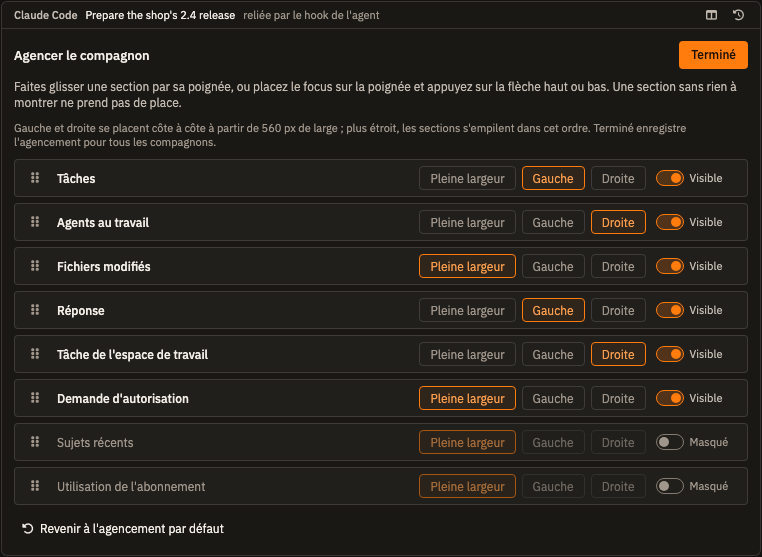 Claude Code Prepare the shop's 2.4 release reliée par le hook de l'agent
Agencer le compagnon
Terminé
Faites glisser une section par sa poignée, ou placez le focus sur la poignée et appuyez sur la flèche haut ou bas. Une section sans rien à
montrer ne prend pas de place.
Gauche et droite se placent côte à côte à partir de 560 px de large ; plus étroit, les sections s'empilent dans cet ordre. Terminé enregistre
l'agencement pour tous les compagnons.
Tâches Pleine largeur Gauche Droite Visible
Agents au travail Pleine largeur Gauche Droite Visible
Fichiers modifiés Pleine largeur Gauche Droite Visible
Réponse Pleine largeur Gauche Droite Visible
Tâche de l'espace de travail Pleine largeur Gauche Droite Visible
Demande d'autorisation Pleine largeur Gauche Droite Visible
Sujets récents Pleine largeur Gauche Droite Masqué
Utilisation de l'abonnement Pleine largeur Gauche Droite Masqué
Revenir à l'agencement par défaut